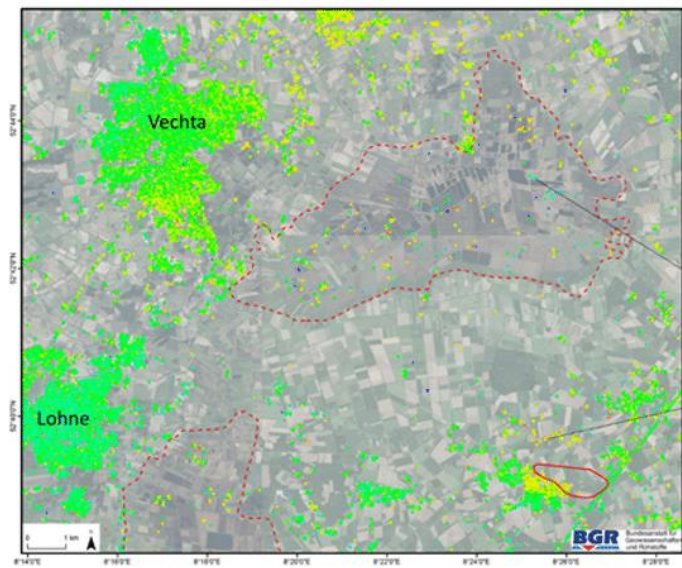 Vechta
Lohne
0 1 km
N
BGR
Bundesanstalt für
Geowissenschaften
und Rohstoffe
8°14'0"E 8°16'0"E 8°18'0"E 8°20'0"E 8°22'0"E 8°24'0"E 8°26'0"E 8°28'0"E